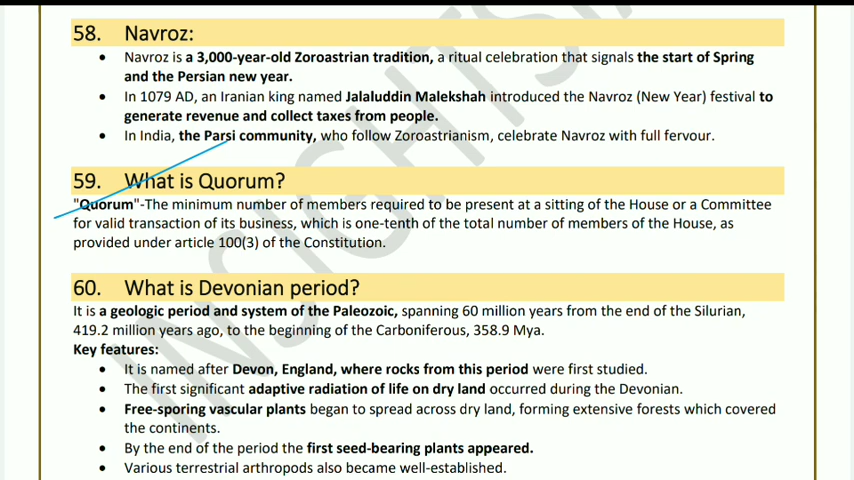 58. Navroz:
• Navroz is a 3,000-year-old Zoroastrian tradition, a ritual celebration that signals the start of Spring
and the Persian new year.
• In 1079 AD, an Iranian king named Jalaluddin Malekshah introduced the Navroz (New Year) festival to
generate revenue and collect taxes from people.
• In India, the Parsi community, who follow Zoroastrianism, celebrate Navroz with full fervour.
59. What is Quorum?
"Quorum"-The minimum number of members required to be present at a sitting of the House or a Committee
for valid transaction of its business, which is one-tenth of the total number of members of the House, as
provided under article 100(3) of the Constitution.
60. What is Devonian period?
It is a geologic period and system of the Paleozoic, spanning 60 million years from the end of the Silurian,
419.2 million years ago, to the beginning of the Carboniferous, 358.9 Mya.
Key features:
• It is named after Devon, England, where rocks from this period were first studied.
• The first significant adaptive radiation of life on dry land occurred during the Devonian.
• Free-sporing vascular plants began to spread across dry land, forming extensive forests which covered
the continents.
• By the end of the period the first seed-bearing plants appeared.
• Various terrestrial arthropods also became well-established.
INSIGHTSI